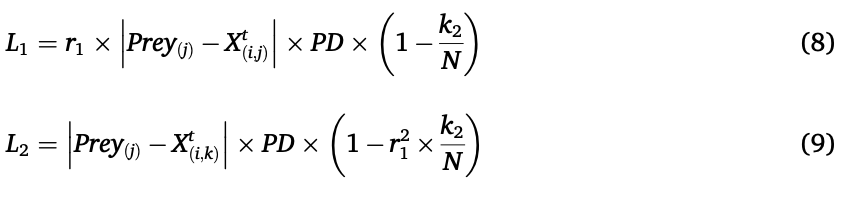 L₁ = r₁ × |Prey₍ⱼ₎ − Xᵗ₍ᵢ,ⱼ₎| × PD × (1 − k₂/N) (8)
L₂ = |Prey₍ⱼ₎ − Xᵗ₍ᵢ,ₖ₎| × PD × (1 − r₁² × k₂/N) (9)